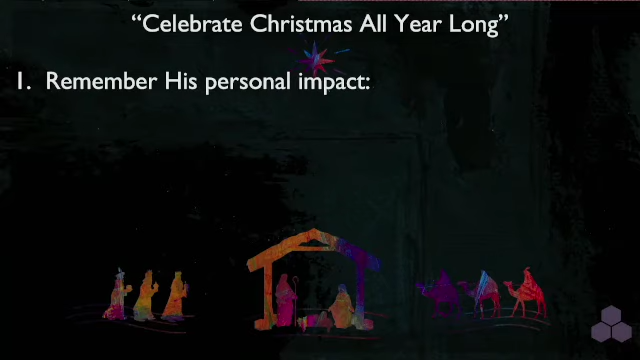 “Celebrate Christmas All Year Long”
1. Remember His personal impact: